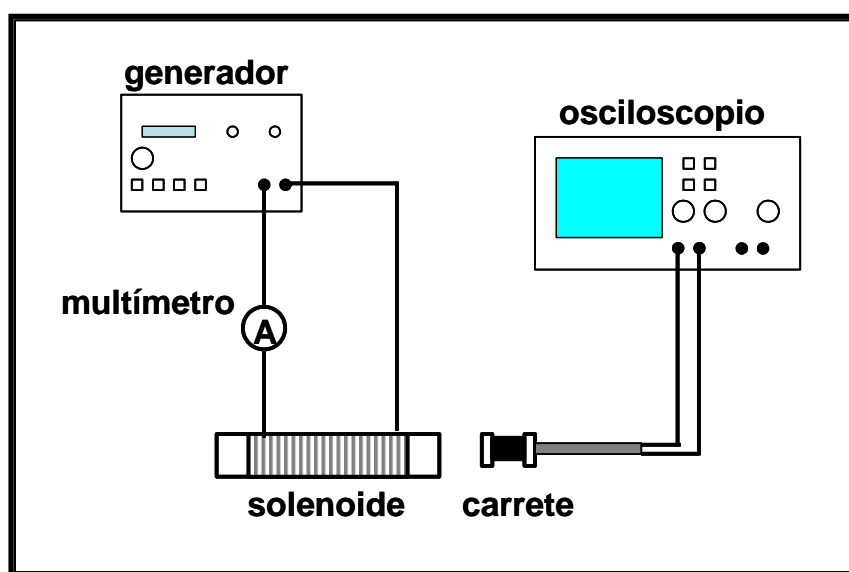 generador
osciloscopio
multímetro
A
solenoide
carrete